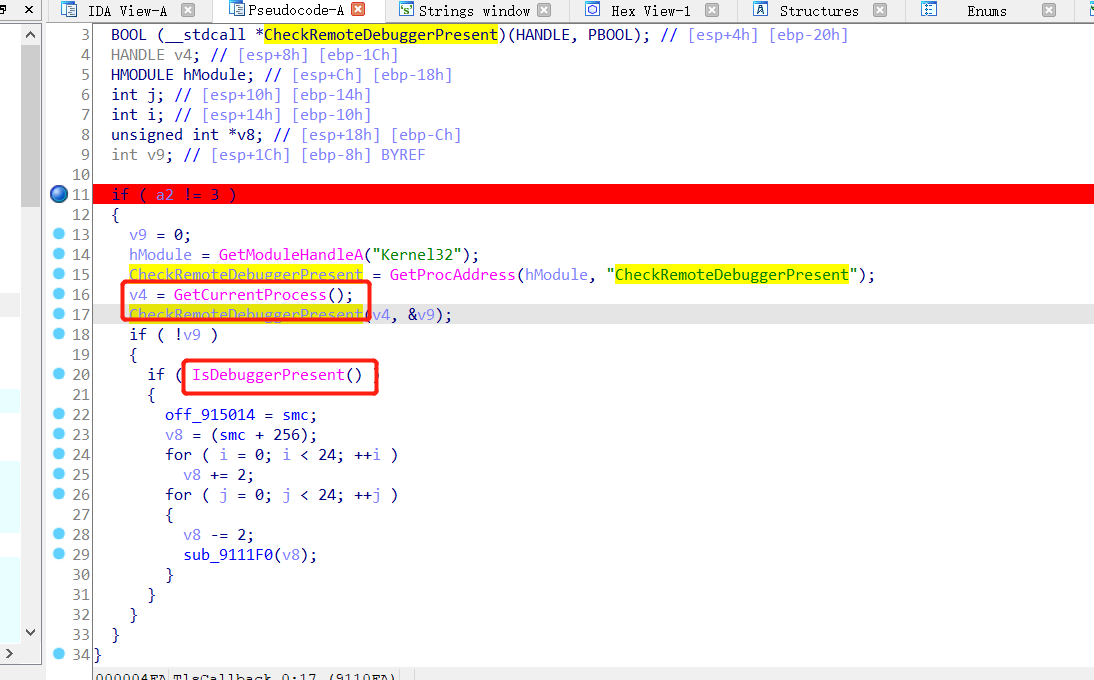 IDA View-A Pseudocode-A Strings window Hex View-1 Structures Enums
3 BOOL (__stdcall *CheckRemoteDebuggerPresent)(HANDLE, PBOOL); // [esp+4h] [ebp-20h]
4 HANDLE v4; // [esp+8h] [ebp-1Ch]
5 HMODULE hModule; // [esp+Ch] [ebp-18h]
6 int j; // [esp+10h] [ebp-14h]
7 int i; // [esp+14h] [ebp-10h]
8 unsigned int *v8; // [esp+18h] [ebp-Ch]
9 int v9; // [esp+1Ch] [ebp-8h] BYREF
10
11 if ( a2 != 3 )
12 {
13 v9 = 0;
14 hModule = GetModuleHandleA("Kernel32");
15 CheckRemoteDebuggerPresent = GetProcAddress(hModule, "CheckRemoteDebuggerPresent");
16 v4 = GetCurrentProcess();
17 CheckRemoteDebuggerPresent(v4, &v9);
18 if ( !v9 )
19 {
20 if ( IsDebuggerPresent() )
21 {
22 off_915014 = smc;
23 v8 = (smc + 256);
24 for ( i = 0; i < 24; ++i )
25 v8 += 2;
26 for ( j = 0; j < 24; ++j )
27 {
28 v8 -= 2;
29 sub_9111F0(v8);
30 }
31 }
32 }
33 }
34 }
000004FA TlsCallback_0:17 (9110FA)